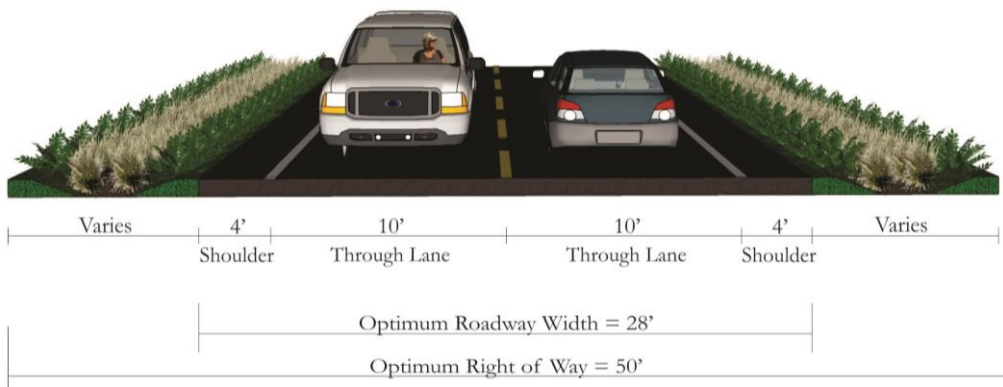 Varies 4’ 10’ 10’ 4’ Varies
Shoulder Through Lane Through Lane Shoulder
Optimum Roadway Width = 28’
Optimum Right of Way = 50’